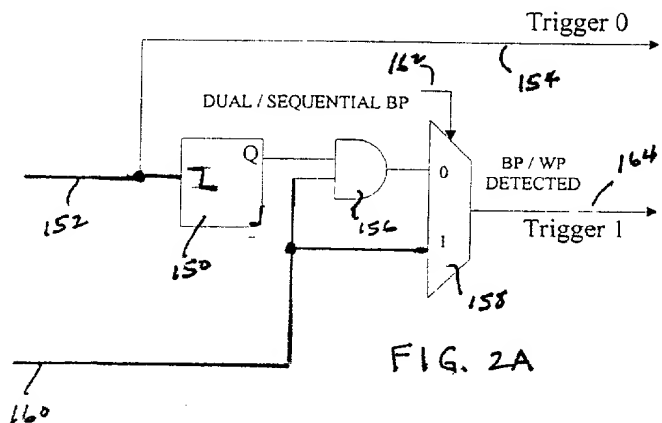 Trigger 0
162
154
DUAL / SEQUENTIAL BP
Q
0
BP / WP
DETECTED
164
152
150
156
Trigger 1
1
158
FIG. 2A
160